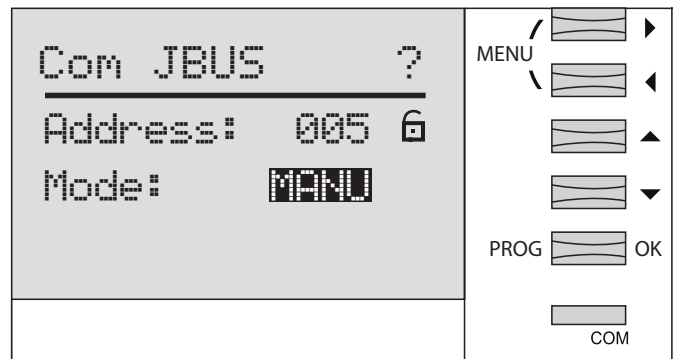 Com JBUS ?
Address: 005
Mode: MANU
MENU
PROG OK
COM